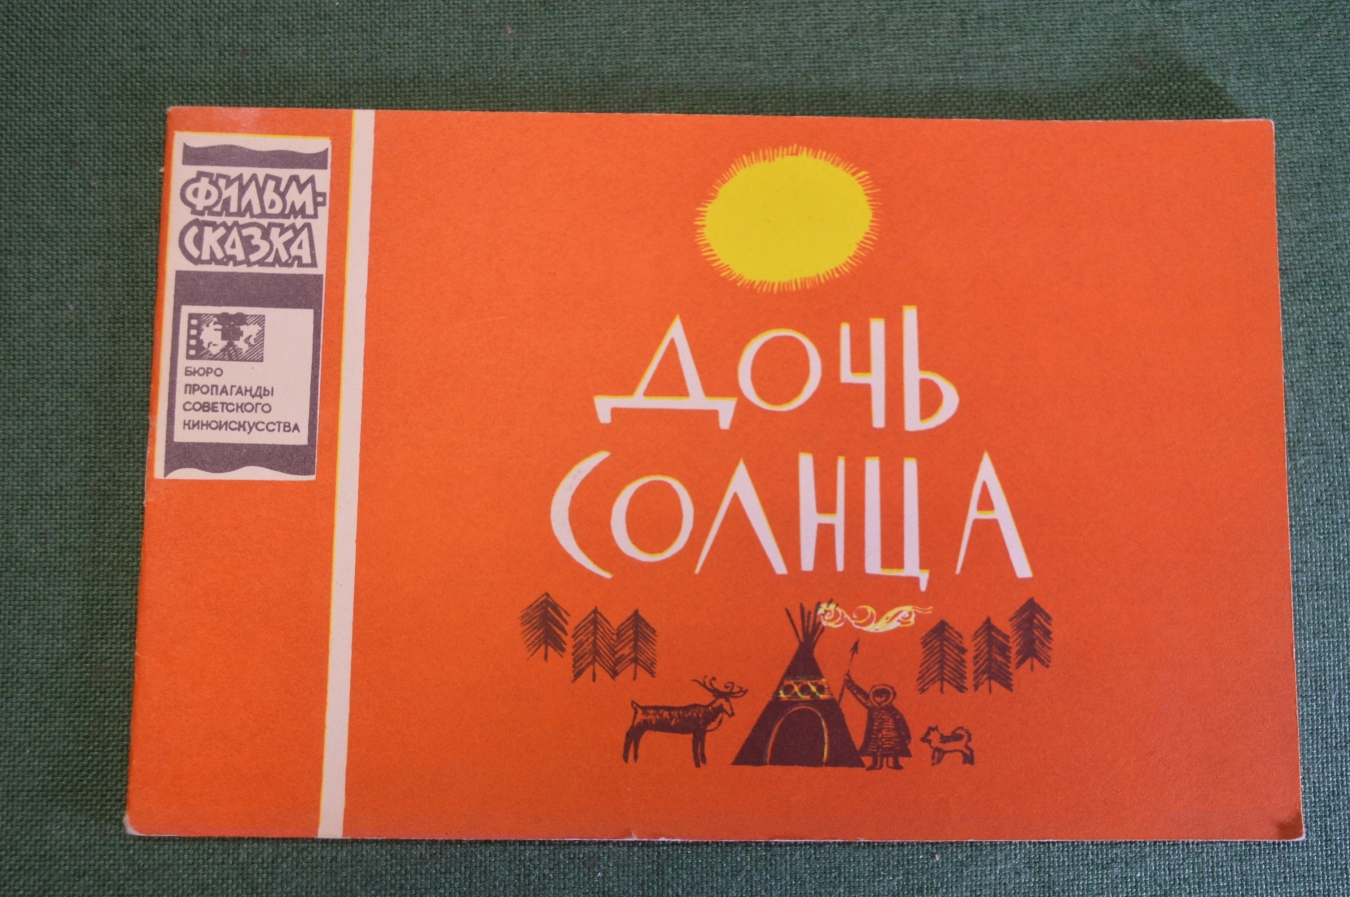 ФИЛЬМ-
СКАЗКА
БЮРО
ПРОПАГАНДЫ
СОВЕТСКОГО
КИНОИСКУССТВА
ДОЧЬ
СОЛНЦА